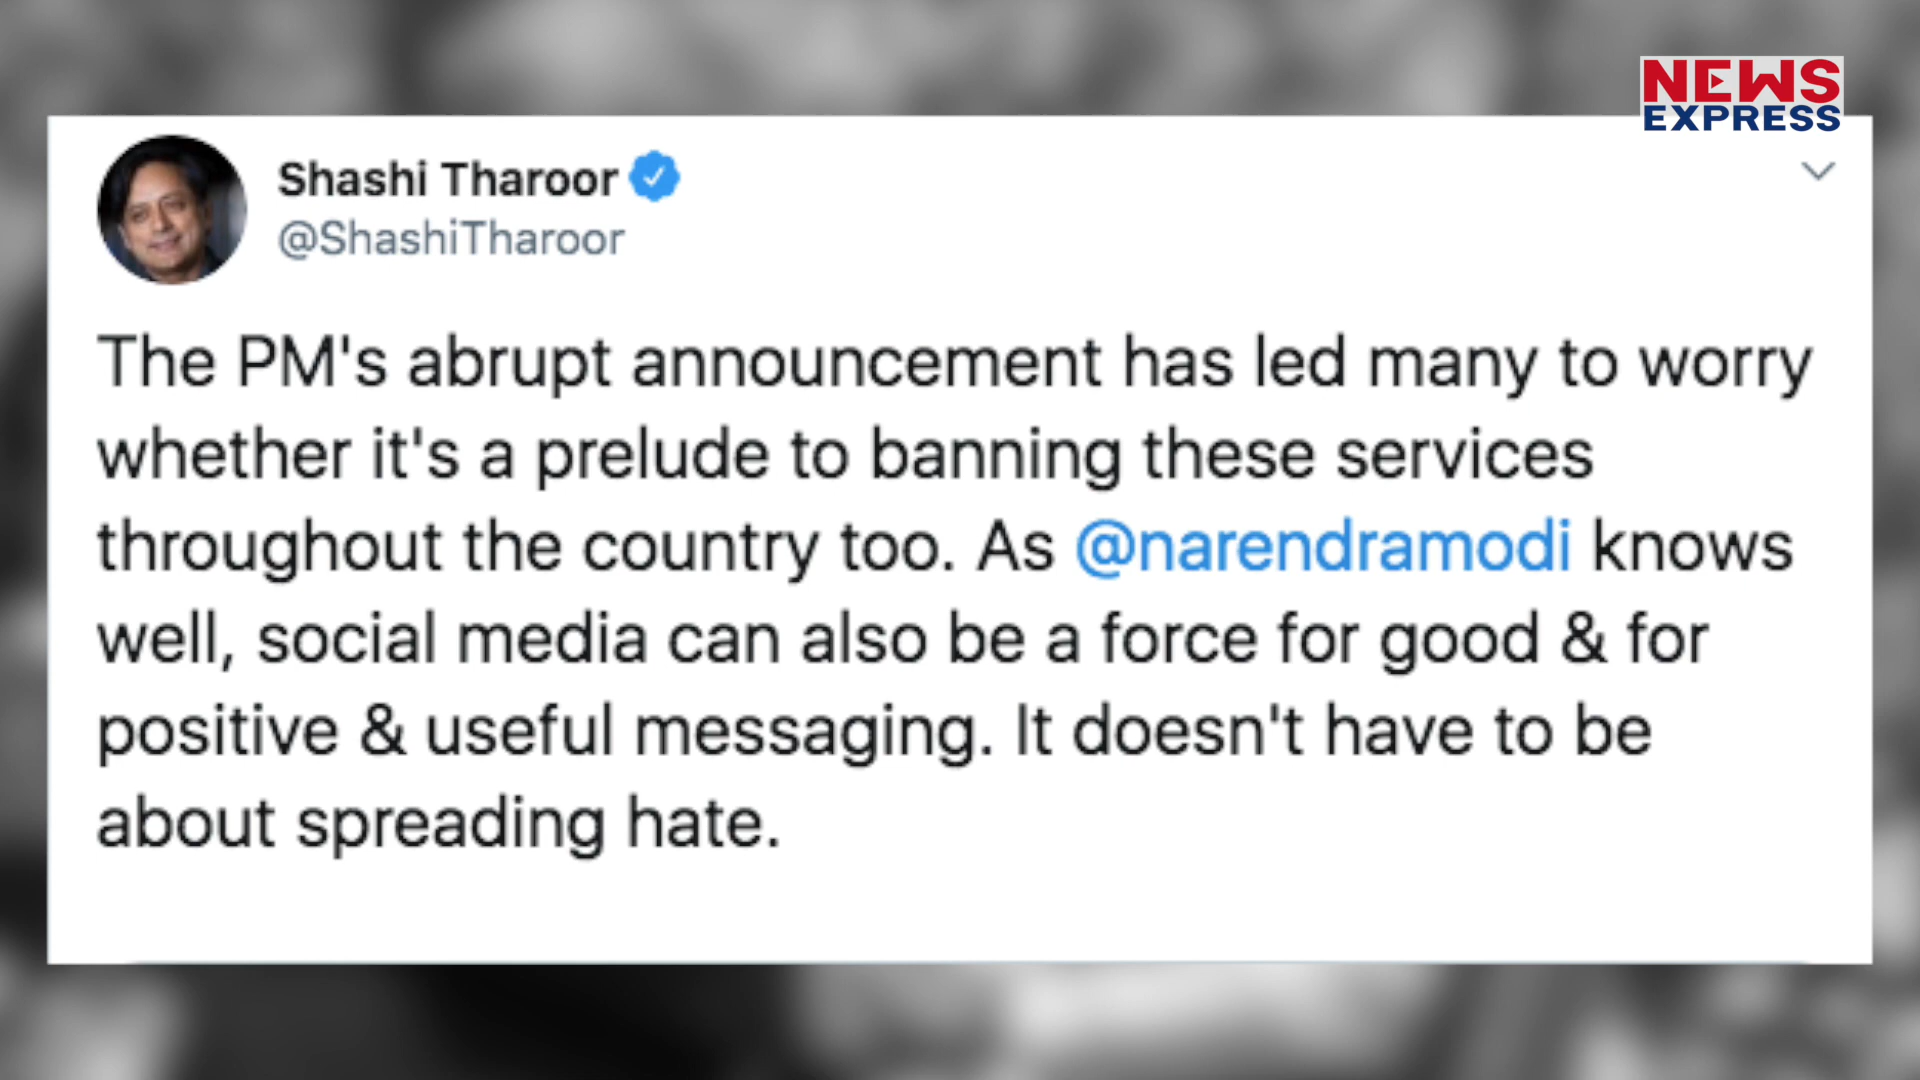 NEWS
EXPRESS
Shashi Tharoor
@ShashiTharoor
The PM's abrupt announcement has led many to worry
whether it's a prelude to banning these services
throughout the country too. As @narendramodi knows
well, social media can also be a force for good & for
positive & useful messaging. It doesn't have to be
about spreading hate.